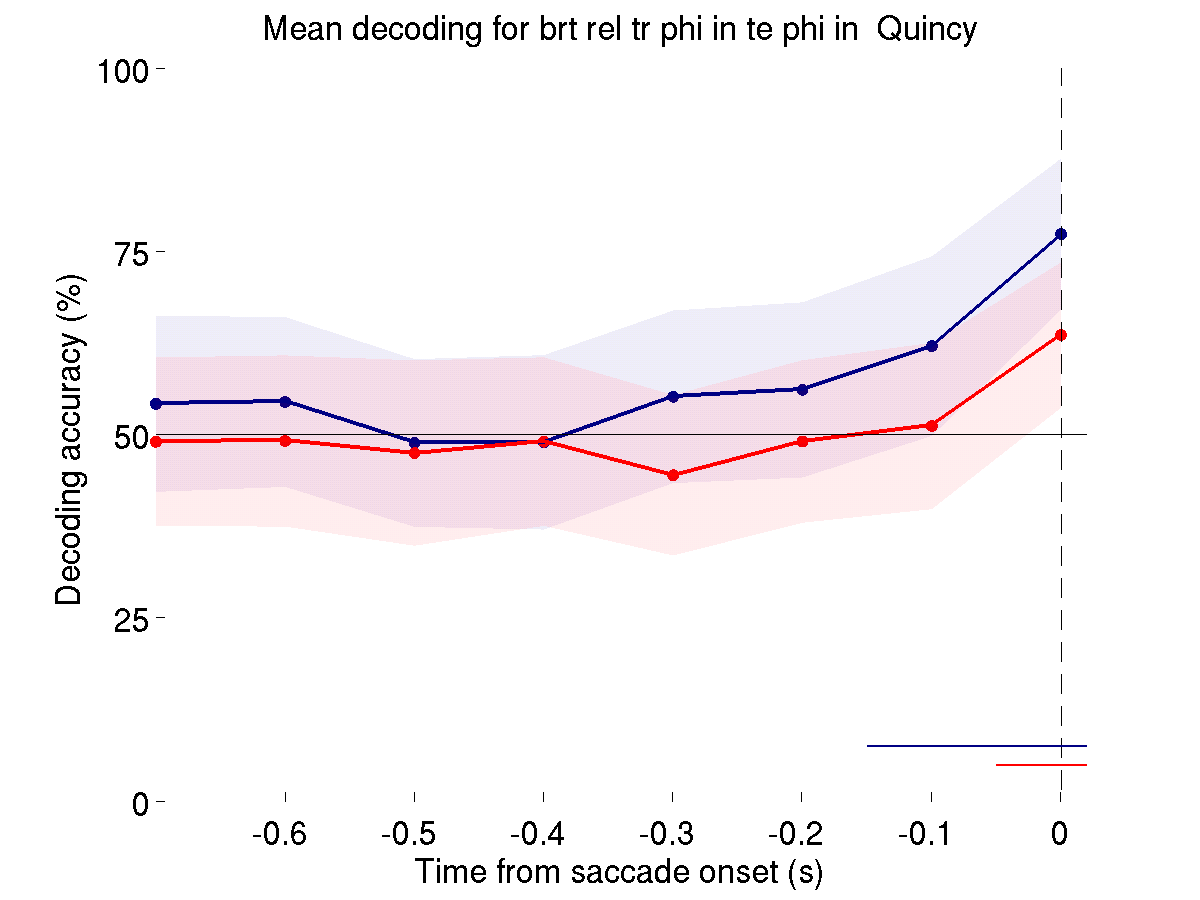 Mean decoding for brt rel tr phi in te phi in  Quincy
100
75
50
25
0
Decoding accuracy (%)
-0.6 -0.5 -0.4 -0.3 -0.2 -0.1 0
Time from saccade onset (s)